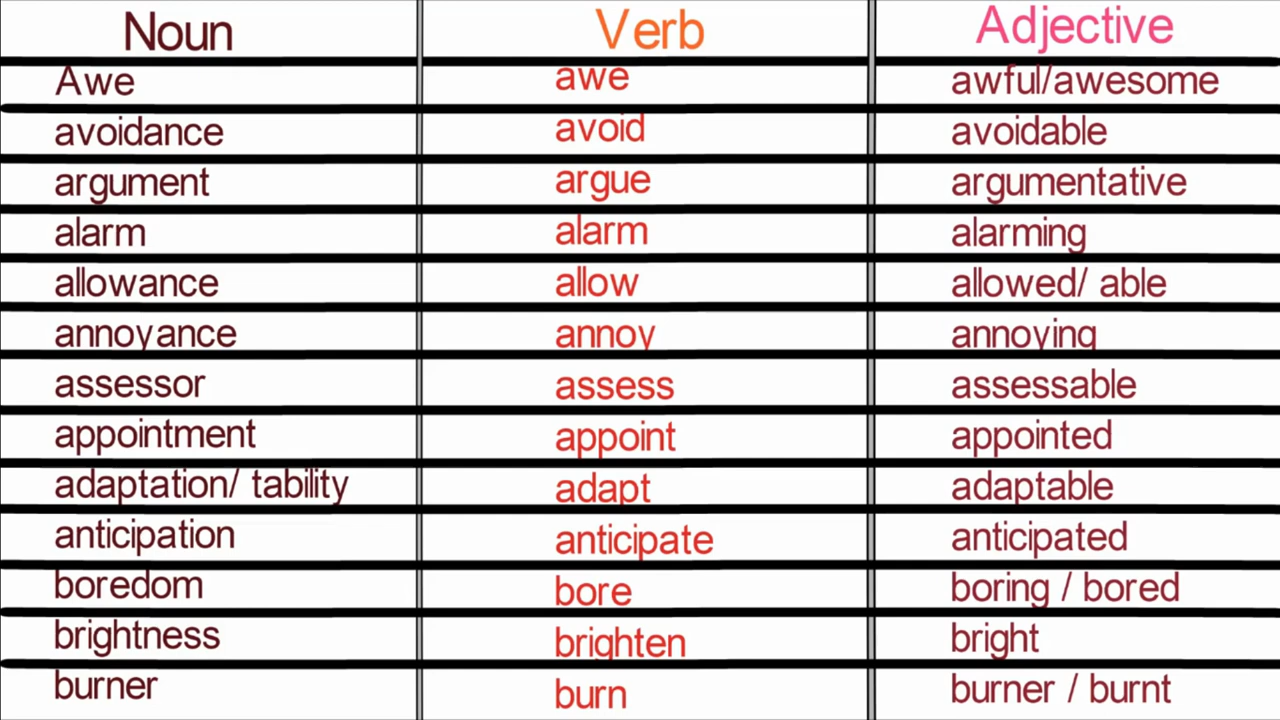 Noun Verb Adjective
Awe awe awful/awesome
avoidance avoid avoidable
argument argue argumentative
alarm alarm alarming
allowance allow allowed/ able
annoyance annoy annoying
assessor assess assessable
appointment appoint appointed
adaptation/ tability adapt adaptable
anticipation anticipate anticipated
boredom bore boring / bored
brightness brighten bright
burner burn burner / burnt